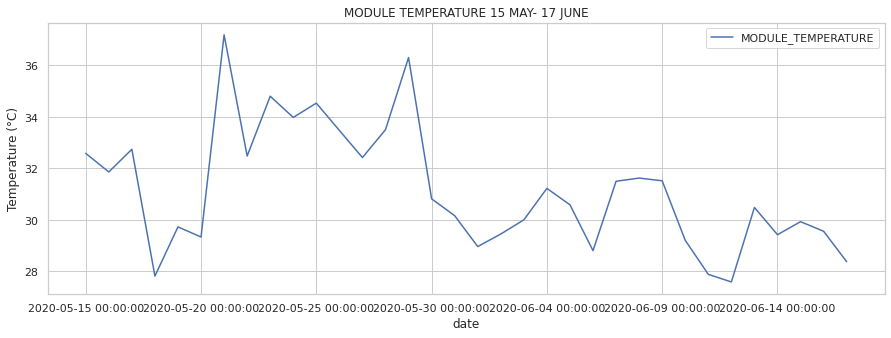 MODULE TEMPERATURE 15 MAY- 17 JUNE
MODULE_TEMPERATURE
Temperature (°C)
36
34
32
30
28
2020-05-15 00:00:00 2020-05-20 00:00:00 2020-05-25 00:00:00 2020-05-30 00:00:00 2020-06-04 00:00:00 2020-06-09 00:00:00 2020-06-14 00:00:00
date